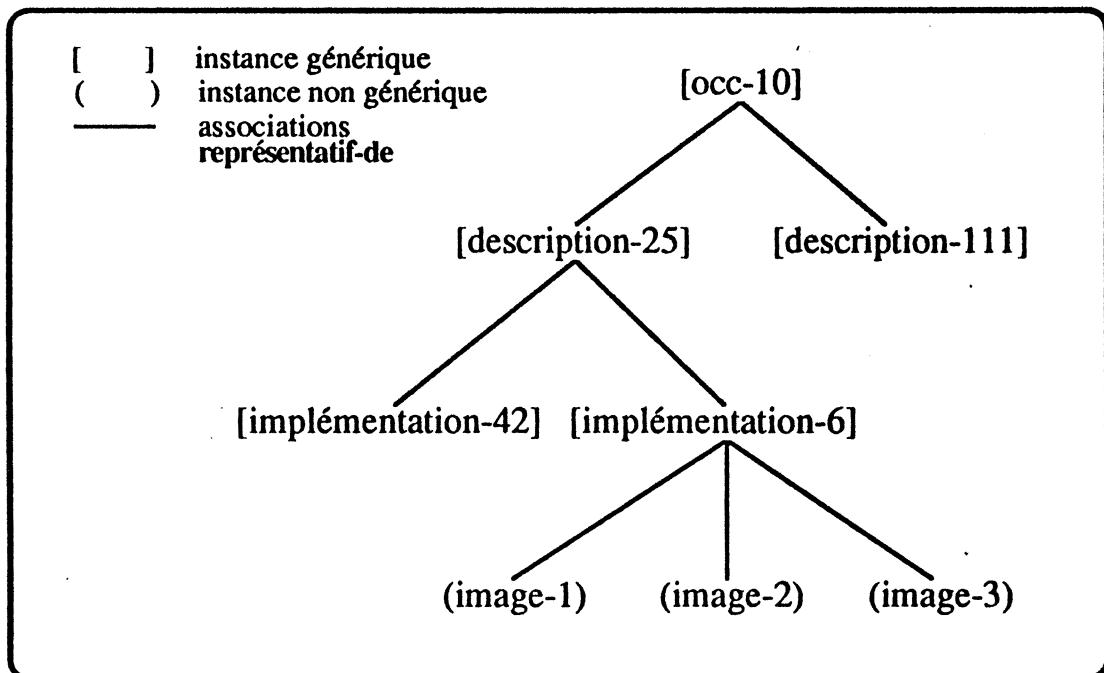 [ ] instance générique
( ) instance non générique
associations
représentatif-de
[occ-10]
[description-25] [description-111]
[implémentation-42] [implémentation-6]
(image-1) (image-2) (image-3)